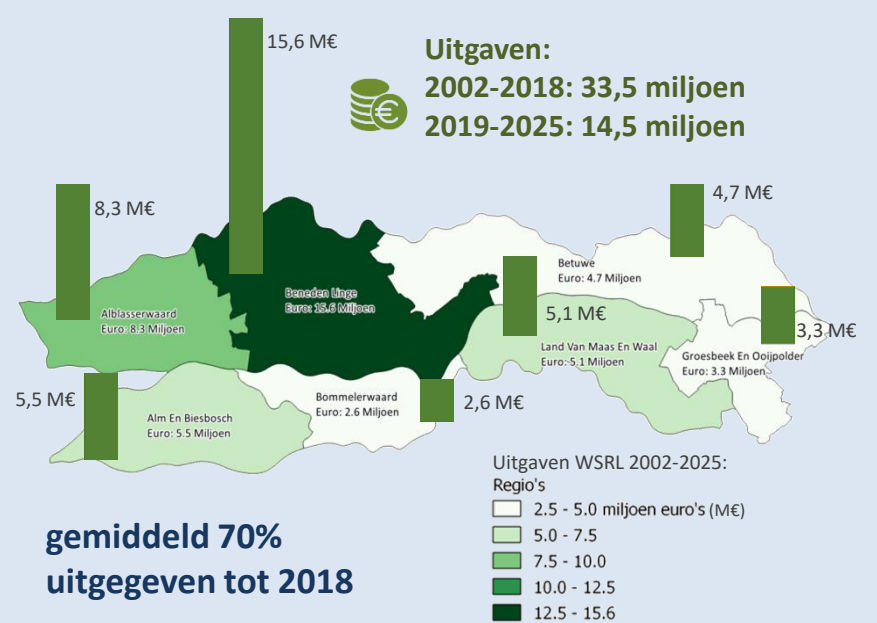 15,6 M€
Uitgaven:
2002-2018: 33,5 miljoen
2019-2025: 14,5 miljoen
8,3 M€
4,7 M€
Betuwe
Euro: 4.7 Miljoen
Beneden Linge
Euro: 15.6 Miljoen
Alblasserwaard
Euro: 8.3 Miljoen
5,1 M€
3,3 M€
Land Van Maas En Waal
Euro: 5.1 Miljoen
Groesbeek En Ooijpolder
Euro: 3.3 Miljoen
5,5 M€
Bommelerwaard
Euro: 2.6 Miljoen
2,6 M€
Alm En Biesbosch
Euro: 5.5 Miljoen
Uitgaven WSRL 2002-2025:
Regio's
2.5 - 5.0 miljoen euro's (M€)
5.0 - 7.5
7.5 - 10.0
10.0 - 12.5
12.5 - 15.6
gemiddeld 70%
uitgegeven tot 2018